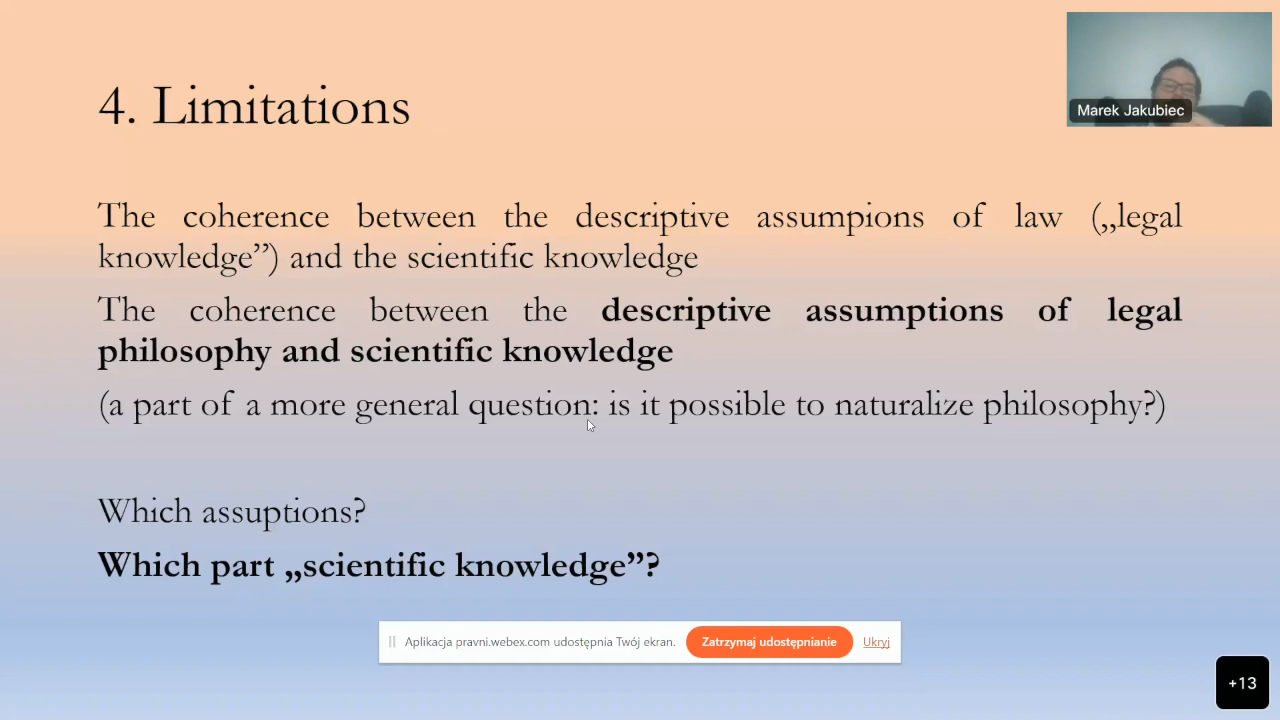 4. Limitations
Marek Jakubiec
The coherence between the descriptive assumpions of law („legal
knowledge”) and the scientific knowledge
The coherence between the descriptive assumptions of legal
philosophy and scientific knowledge
(a part of a more general question: is it possible to naturalize philosophy?)
Which assuptions?
Which part „scientific knowledge”?
Aplikacja pravni.webex.com udostępnia Twój ekran. Zatrzymaj udostępnianie Ukryj
+13